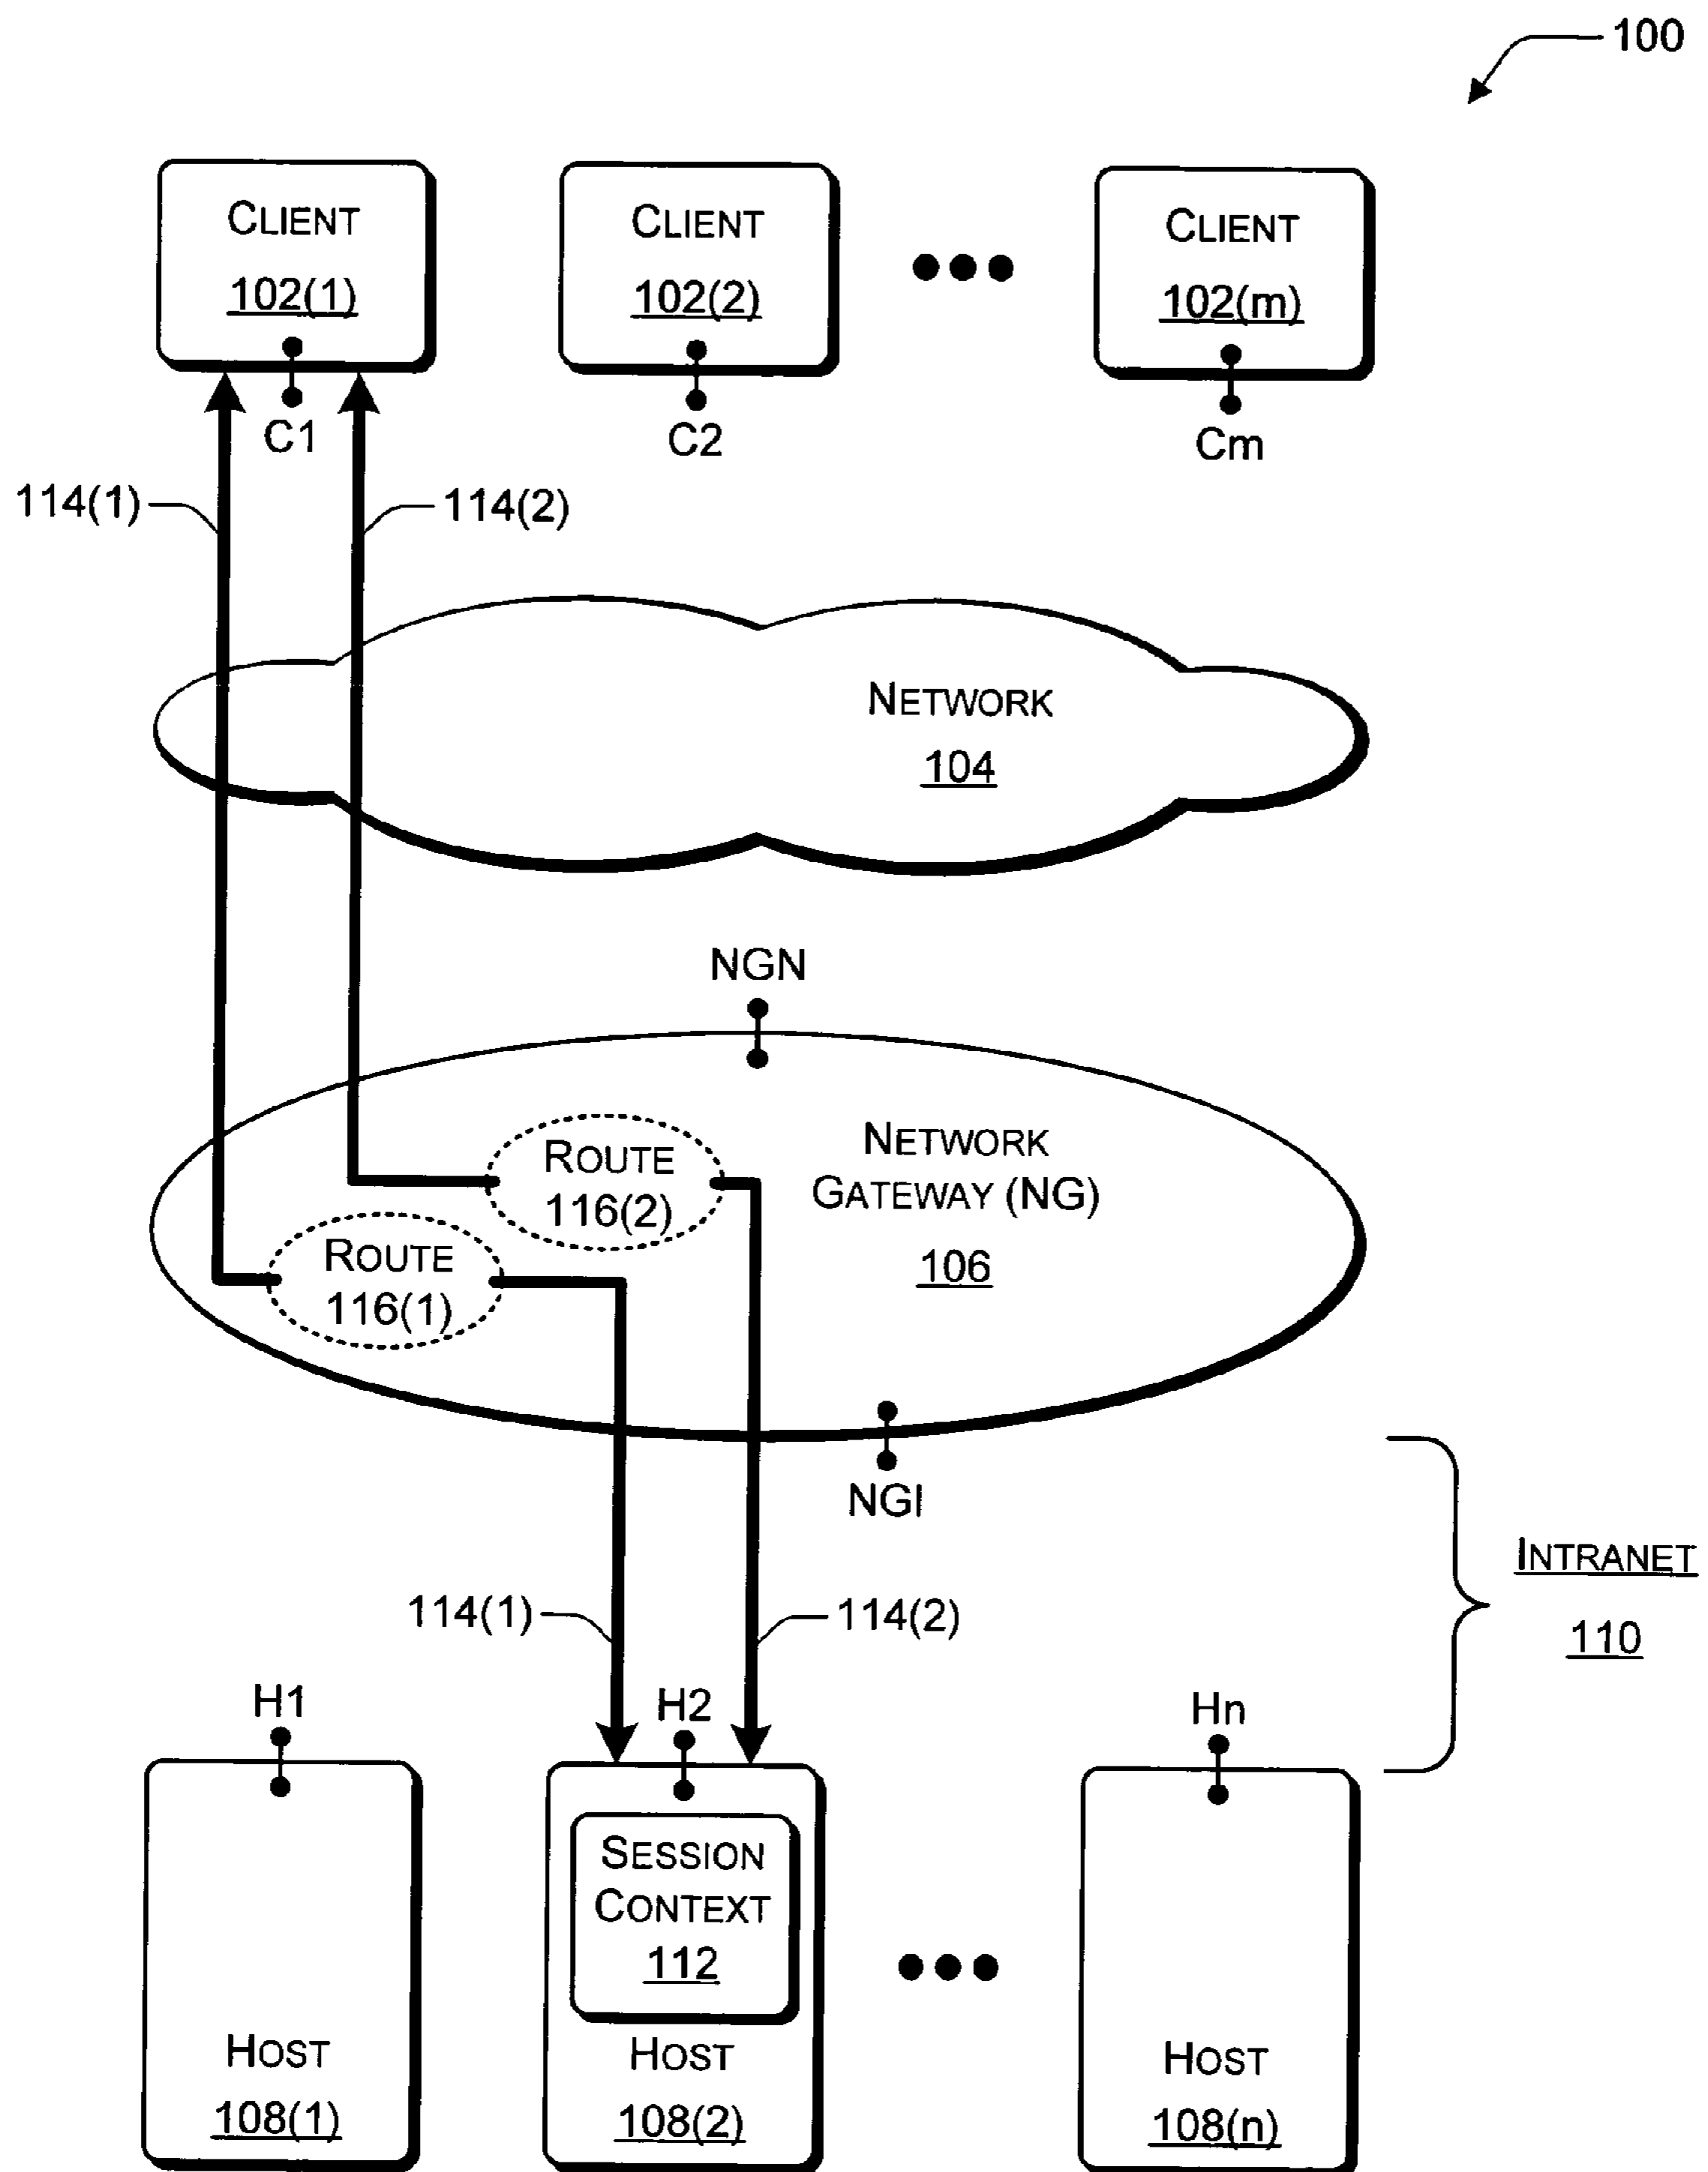 100
CLIENT
102(1)
CLIENT
102(2)
CLIENT
102(m)
C1
C2
Cm
114(1)
114(2)
NETWORK
104
NGN
NETWORK
GATEWAY (NG)
106
ROUTE
116(2)
ROUTE
116(1)
NGI
INTRANET
110
114(1)
114(2)
H1
H2
Hn
SESSION
CONTEXT
112
HOST
108(1)
HOST
108(2)
HOST
108(n)